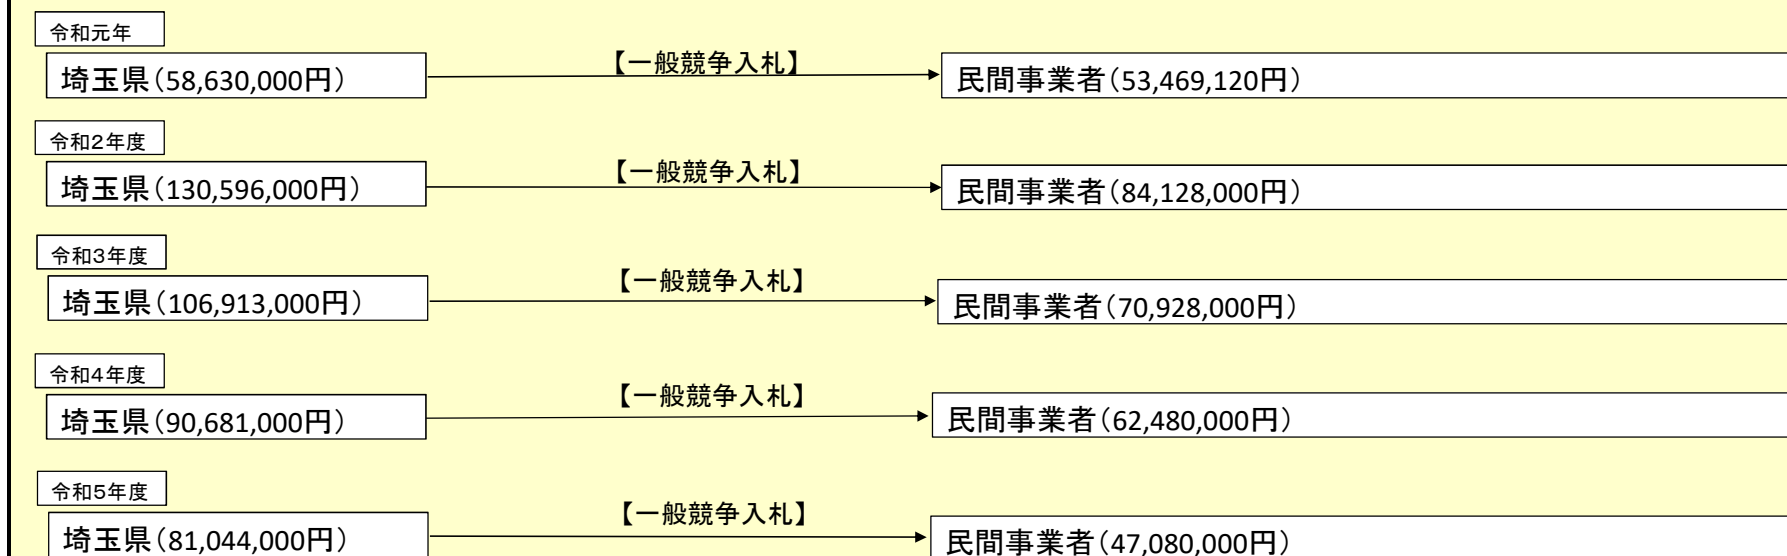 令和元年
埼玉県（58,630,000円）
【一般競争入札】
民間事業者（53,469,120円）
令和２年度
埼玉県（130,596,000円）
【一般競争入札】
民間事業者（84,128,000円）
令和３年度
埼玉県（106,913,000円）
【一般競争入札】
民間事業者（70,928,000円）
令和４年度
埼玉県（90,681,000円）
【一般競争入札】
民間事業者（62,480,000円）
令和５年度
埼玉県（81,044,000円）
【一般競争入札】
民間事業者（47,080,000円）